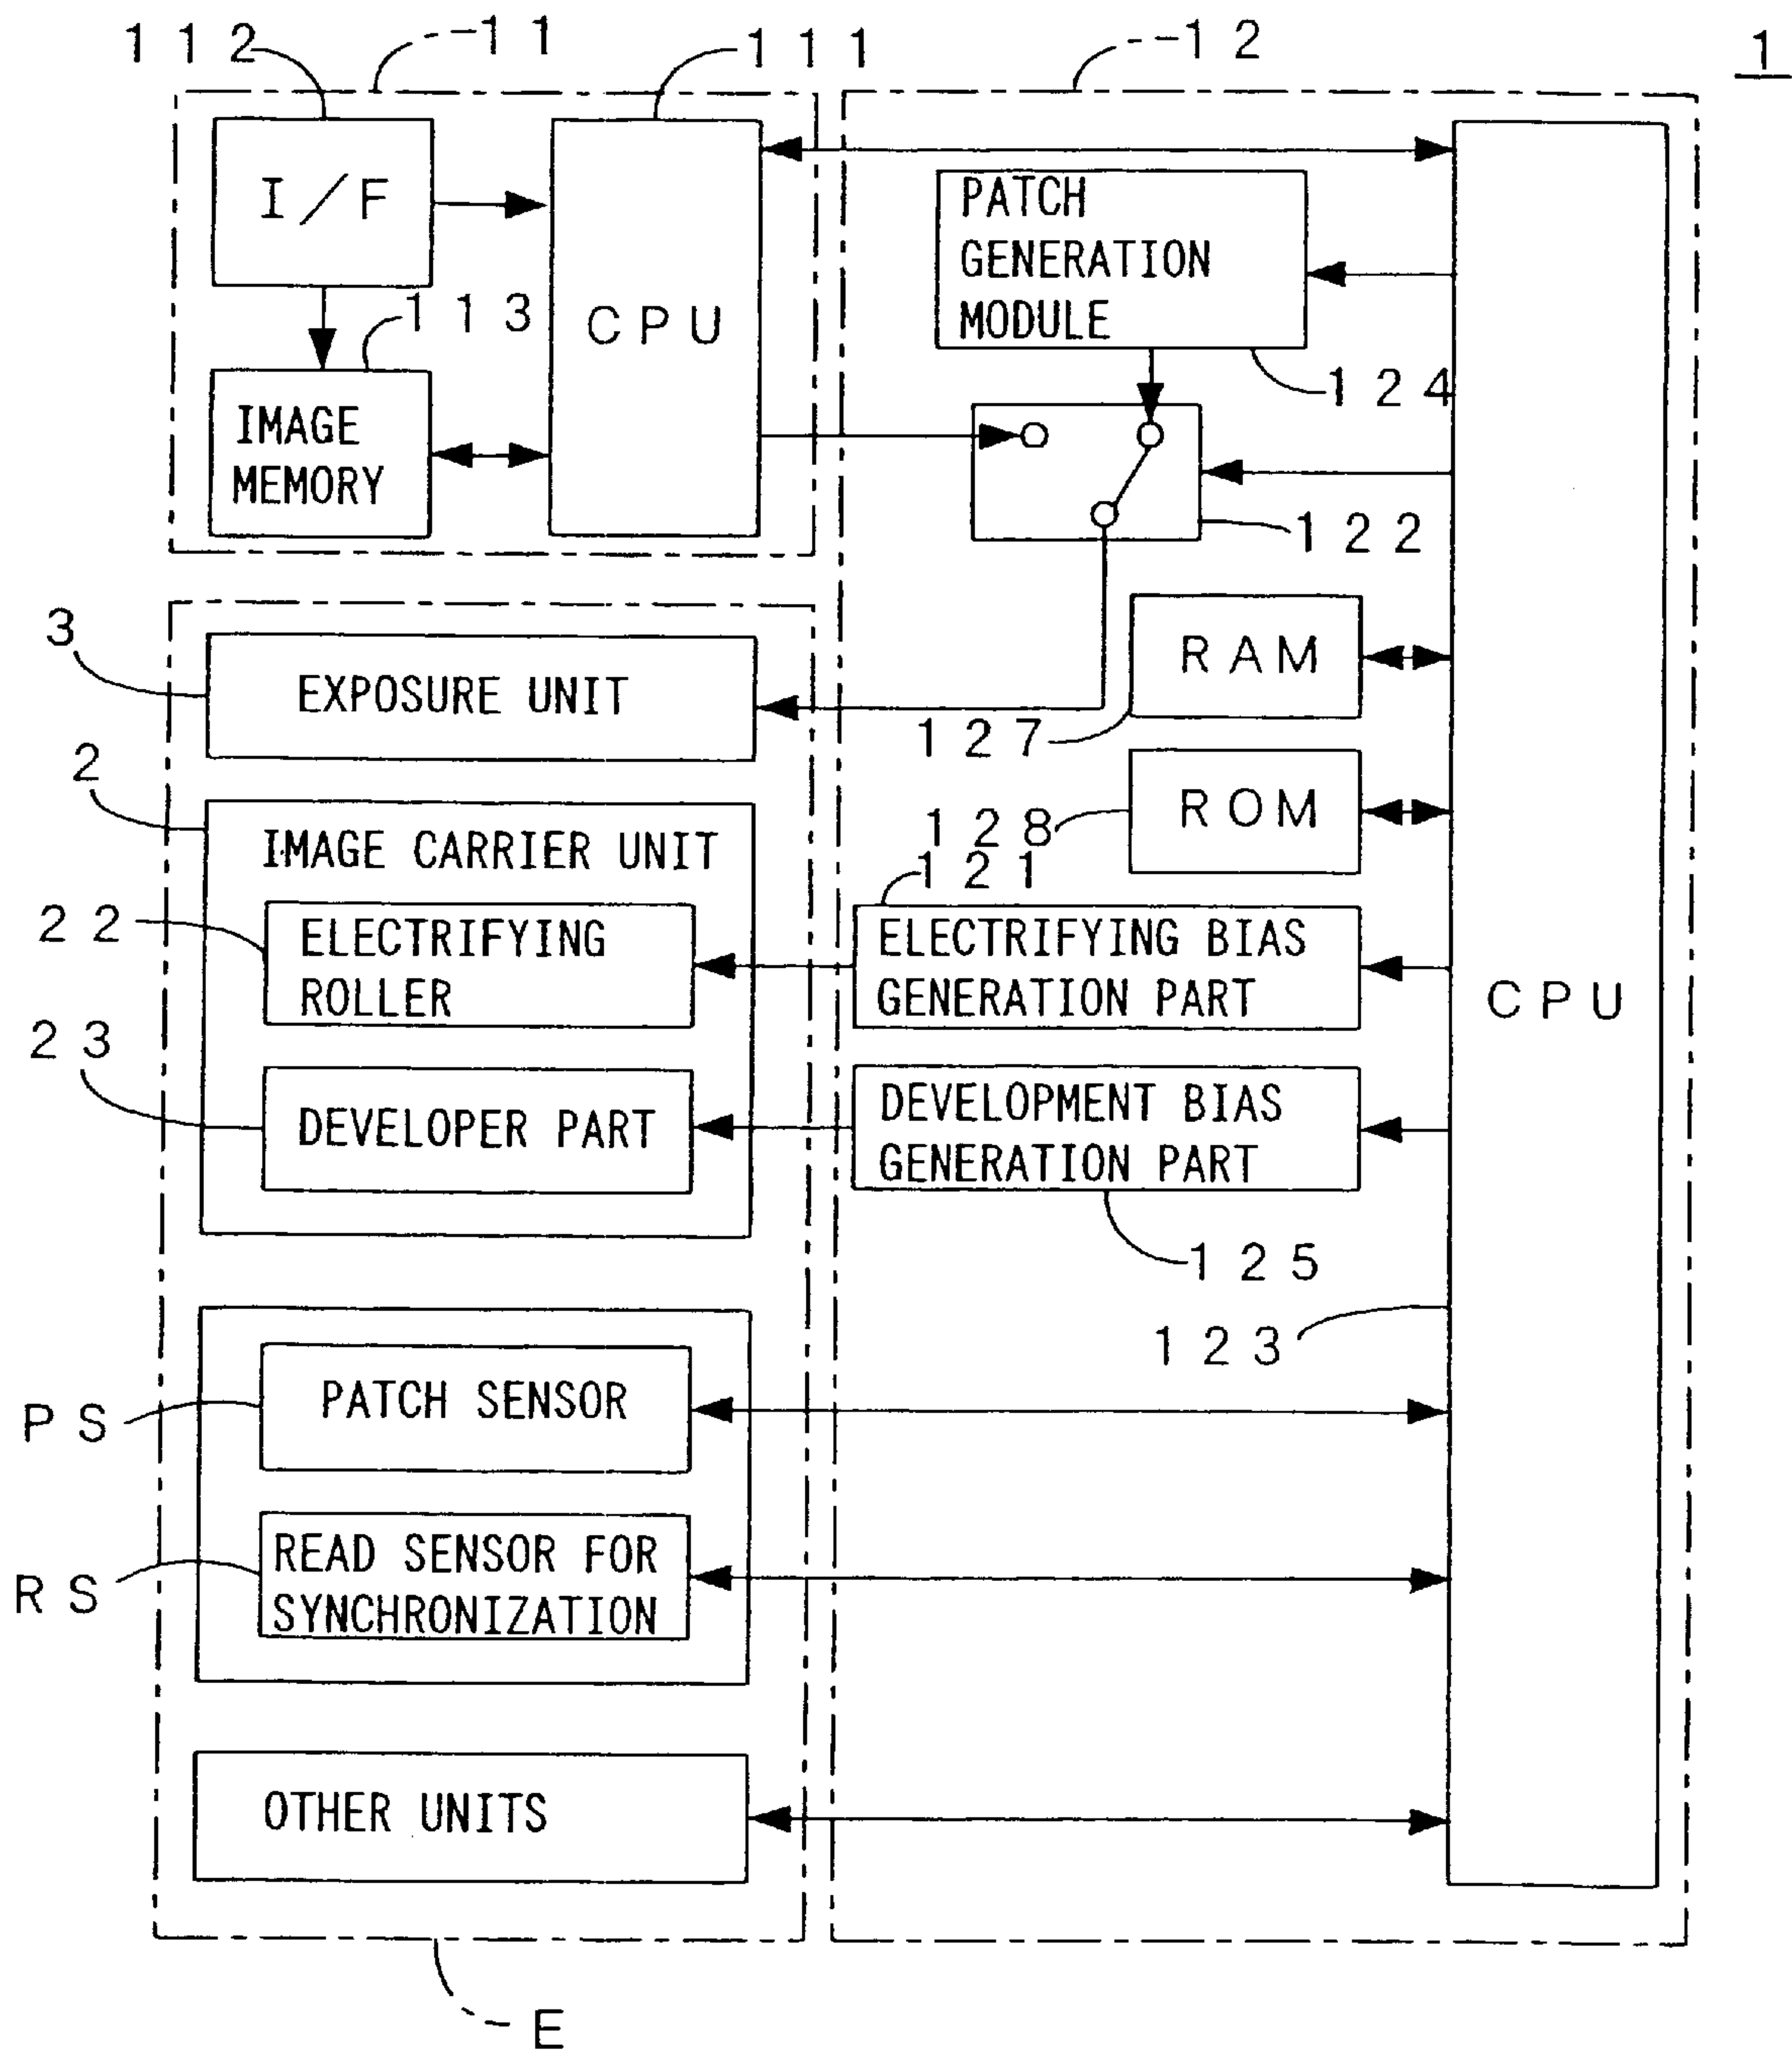 112
11
111
12
1
I/F
CPU
PATCH
GENERATION
MODULE
113
124
IMAGE
MEMORY
122
3
EXPOSURE UNIT
RAM
127
2
ROM
128
IMAGE CARRIER UNIT
121
22
ELECTRIFYING
ROLLER
ELECTRIFYING BIAS
GENERATION PART
CPU
23
DEVELOPER PART
DEVELOPMENT BIAS
GENERATION PART
125
123
PS
PATCH SENSOR
RS
READ SENSOR FOR
SYNCHRONIZATION
OTHER UNITS
E